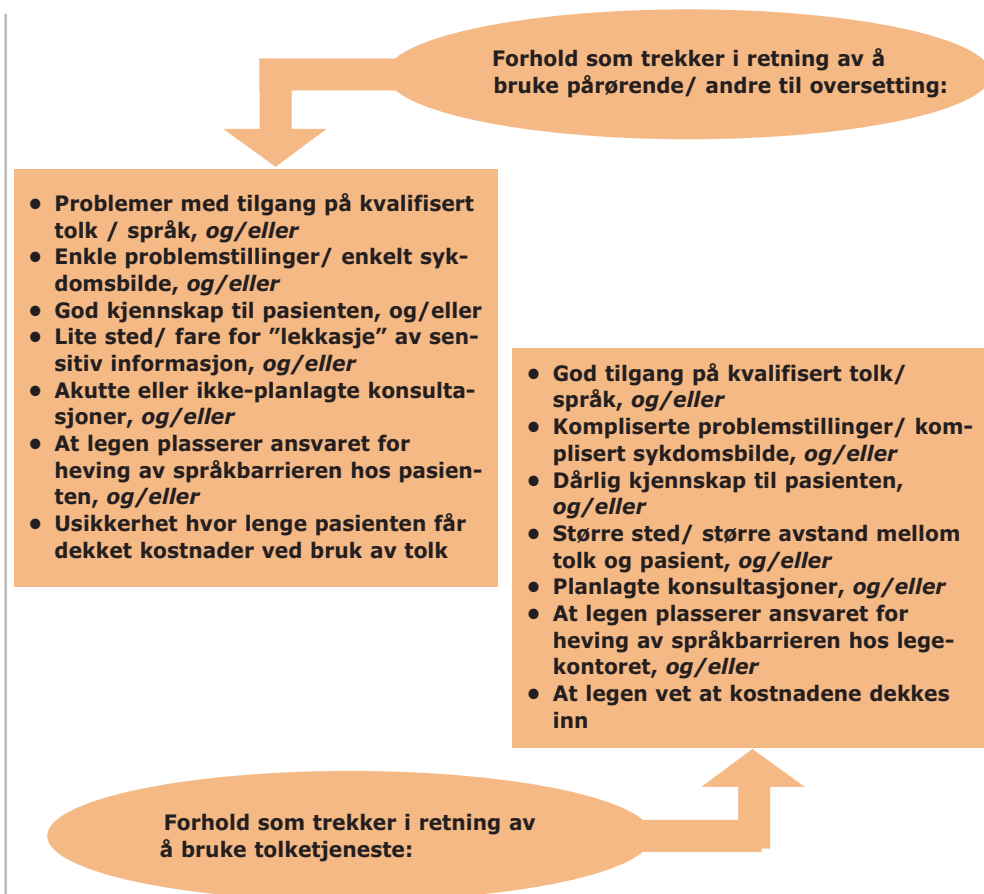 Forhold som trekker i retning av å
bruke pårørende/ andre til oversetting:
• Problemer med tilgang på kvalifisert
tolk / språk, og/eller
• Enkle problemstillinger/ enkelt syk-
domsbilde, og/eller
• God kjennskap til pasienten, og/eller
• Lite sted/ fare for ”lekkasje” av sen-
sitiv informasjon, og/eller
• Akutte eller ikke-planlagte konsulta-
sjoner, og/eller
• At legen plasserer ansvaret for
heving av språkbarrieren hos pasien-
ten, og/eller
• Usikkerhet hvor lenge pasienten får
dekket kostnader ved bruk av tolk
• God tilgang på kvalifisert tolk/
språk, og/eller
• Kompliserte problemstillinger/ kom-
plisert sykdomsbilde, og/eller
• Dårlig kjennskap til pasienten,
og/eller
• Større sted/ større avstand mellom
tolk og pasient, og/eller
• Planlagte konsultasjoner, og/eller
• At legen plasserer ansvaret for
heving av språkbarrieren hos lege-
kontoret, og/eller
• At legen vet at kostnadene dekkes
inn
Forhold som trekker i retning av
å bruke tolketjeneste: